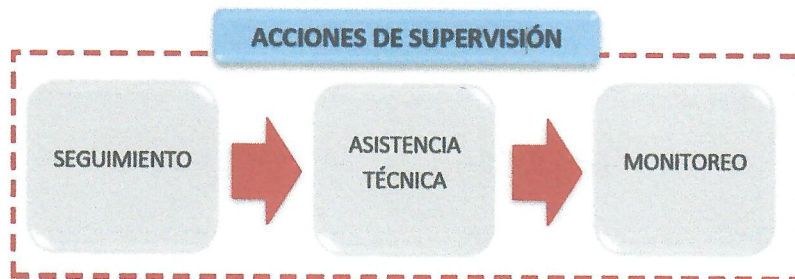 ACCIONES DE SUPERVISIÓN
SEGUIMIENTO
ASISTENCIA
TÉCNICA
MONITOREO